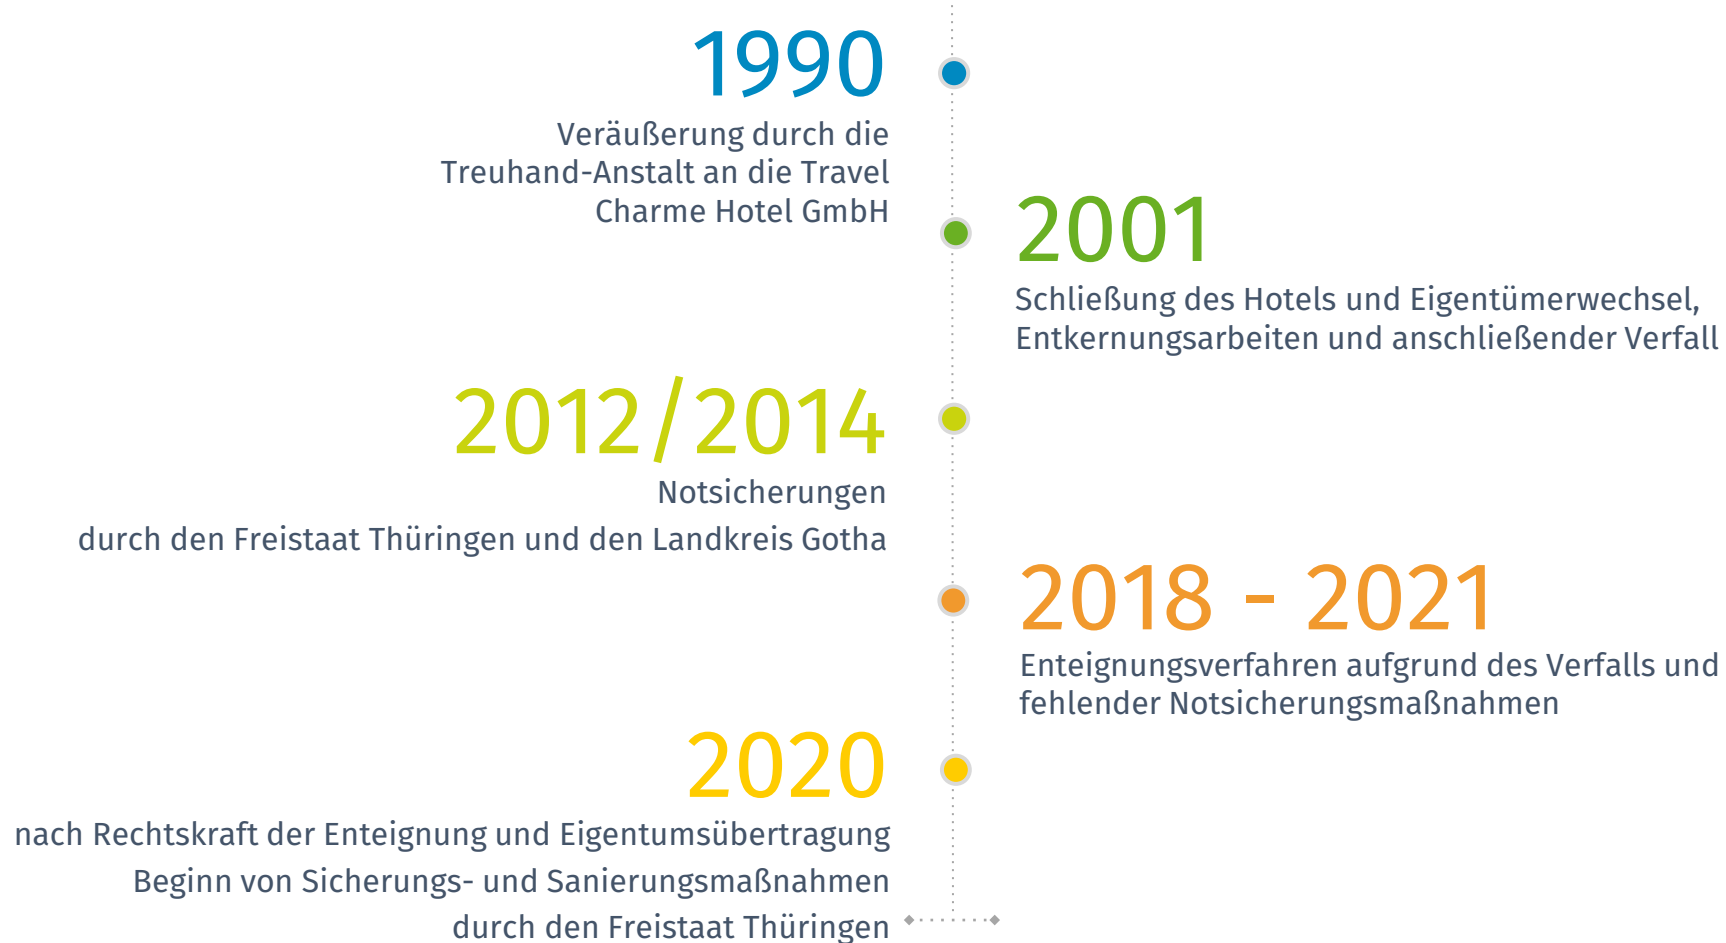 1990
Veräußerung durch die
Treuhand-Anstalt an die Travel
Charme Hotel GmbH
2001
Schließung des Hotels und Eigentümerwechsel,
Entkernungsarbeiten und anschließender Verfall
2012/2014
Notsicherungen
durch den Freistaat Thüringen und den Landkreis Gotha
2018 - 2021
Enteignungsverfahren aufgrund des Verfalls und
fehlender Notsicherungsmaßnahmen
2020
nach Rechtskraft der Enteignung und Eigentumsübertragung
Beginn von Sicherungs- und Sanierungsmaßnahmen
durch den Freistaat Thüringen